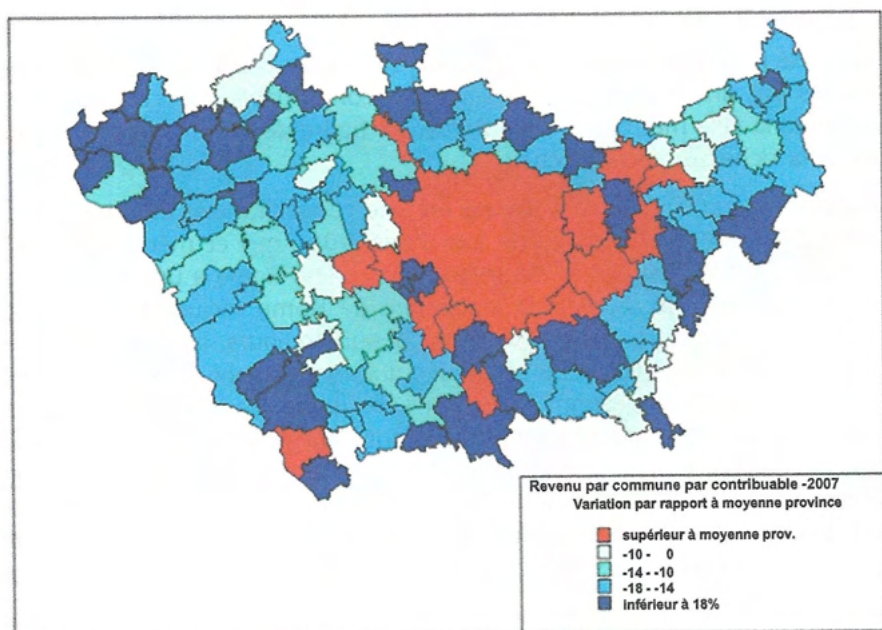 Revenu par commune par contribuable -2007
Variation par rapport à moyenne province
supérieur à moyenne prov.
-10 - 0
-14 - -10
-18 - -14
inférieur à 18%